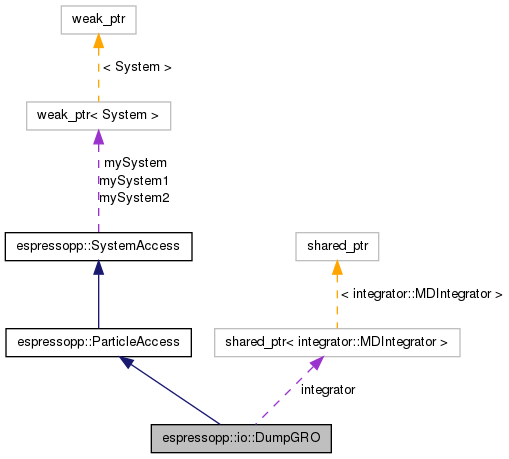 weak_ptr
< System >
weak_ptr< System >
mySystem
mySystem1
mySystem2
espressopp::SystemAccess
shared_ptr
< integrator::MDIntegrator >
espressopp::ParticleAccess
shared_ptr< integrator::MDIntegrator >
integrator
espressopp::io::DumpGRO